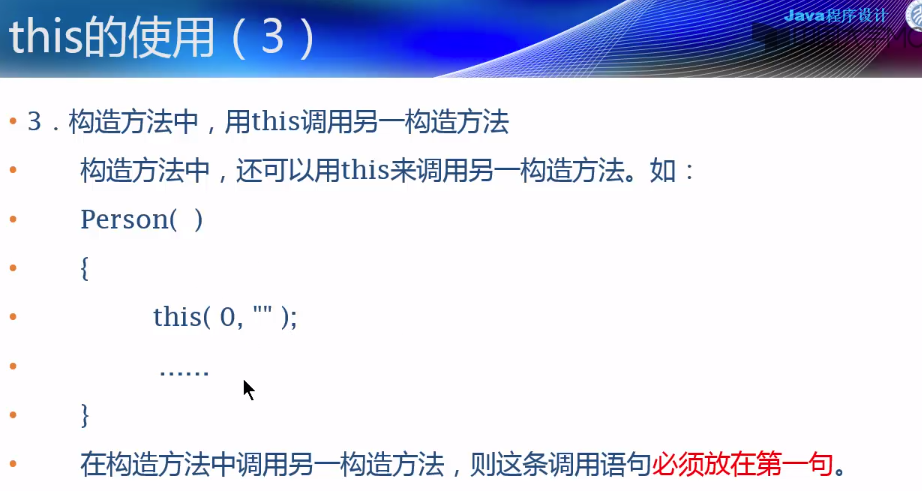 Java程序设计
this的使用（3）
3．构造方法中，用this调用另一构造方法
构造方法中，还可以用this来调用另一构造方法。如：
Person( )
{
this( 0, "" );
……
}
在构造方法中调用另一构造方法，则这条调用语句必须放在第一句。